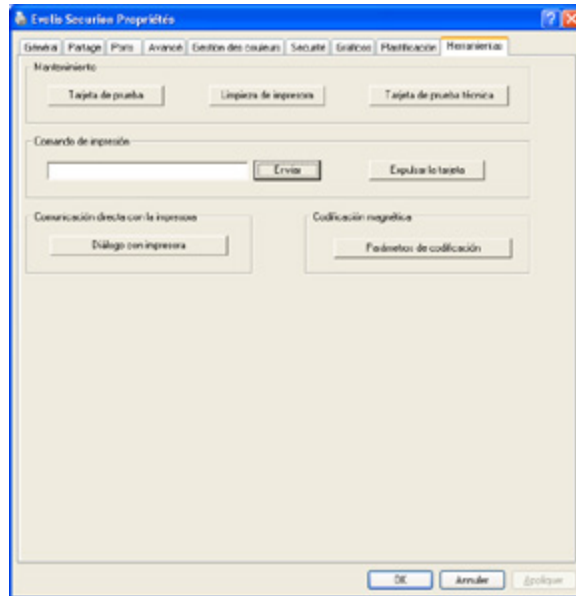 Evolis Securion Propriétés
Général Partage Ports Avancé Gestion des couleurs Sécurité Gráficos Planificación Herramientas
Mantenimiento
Tarjeta de prueba Limpieza de impresora Tarjeta de prueba técnica
Comando de impresión
Enviar Expulsar la tarjeta
Comunicación directa con la impresora Codificación magnética
Diálogo con impresora Parámetros de codificación
OK Annuler Appliquer